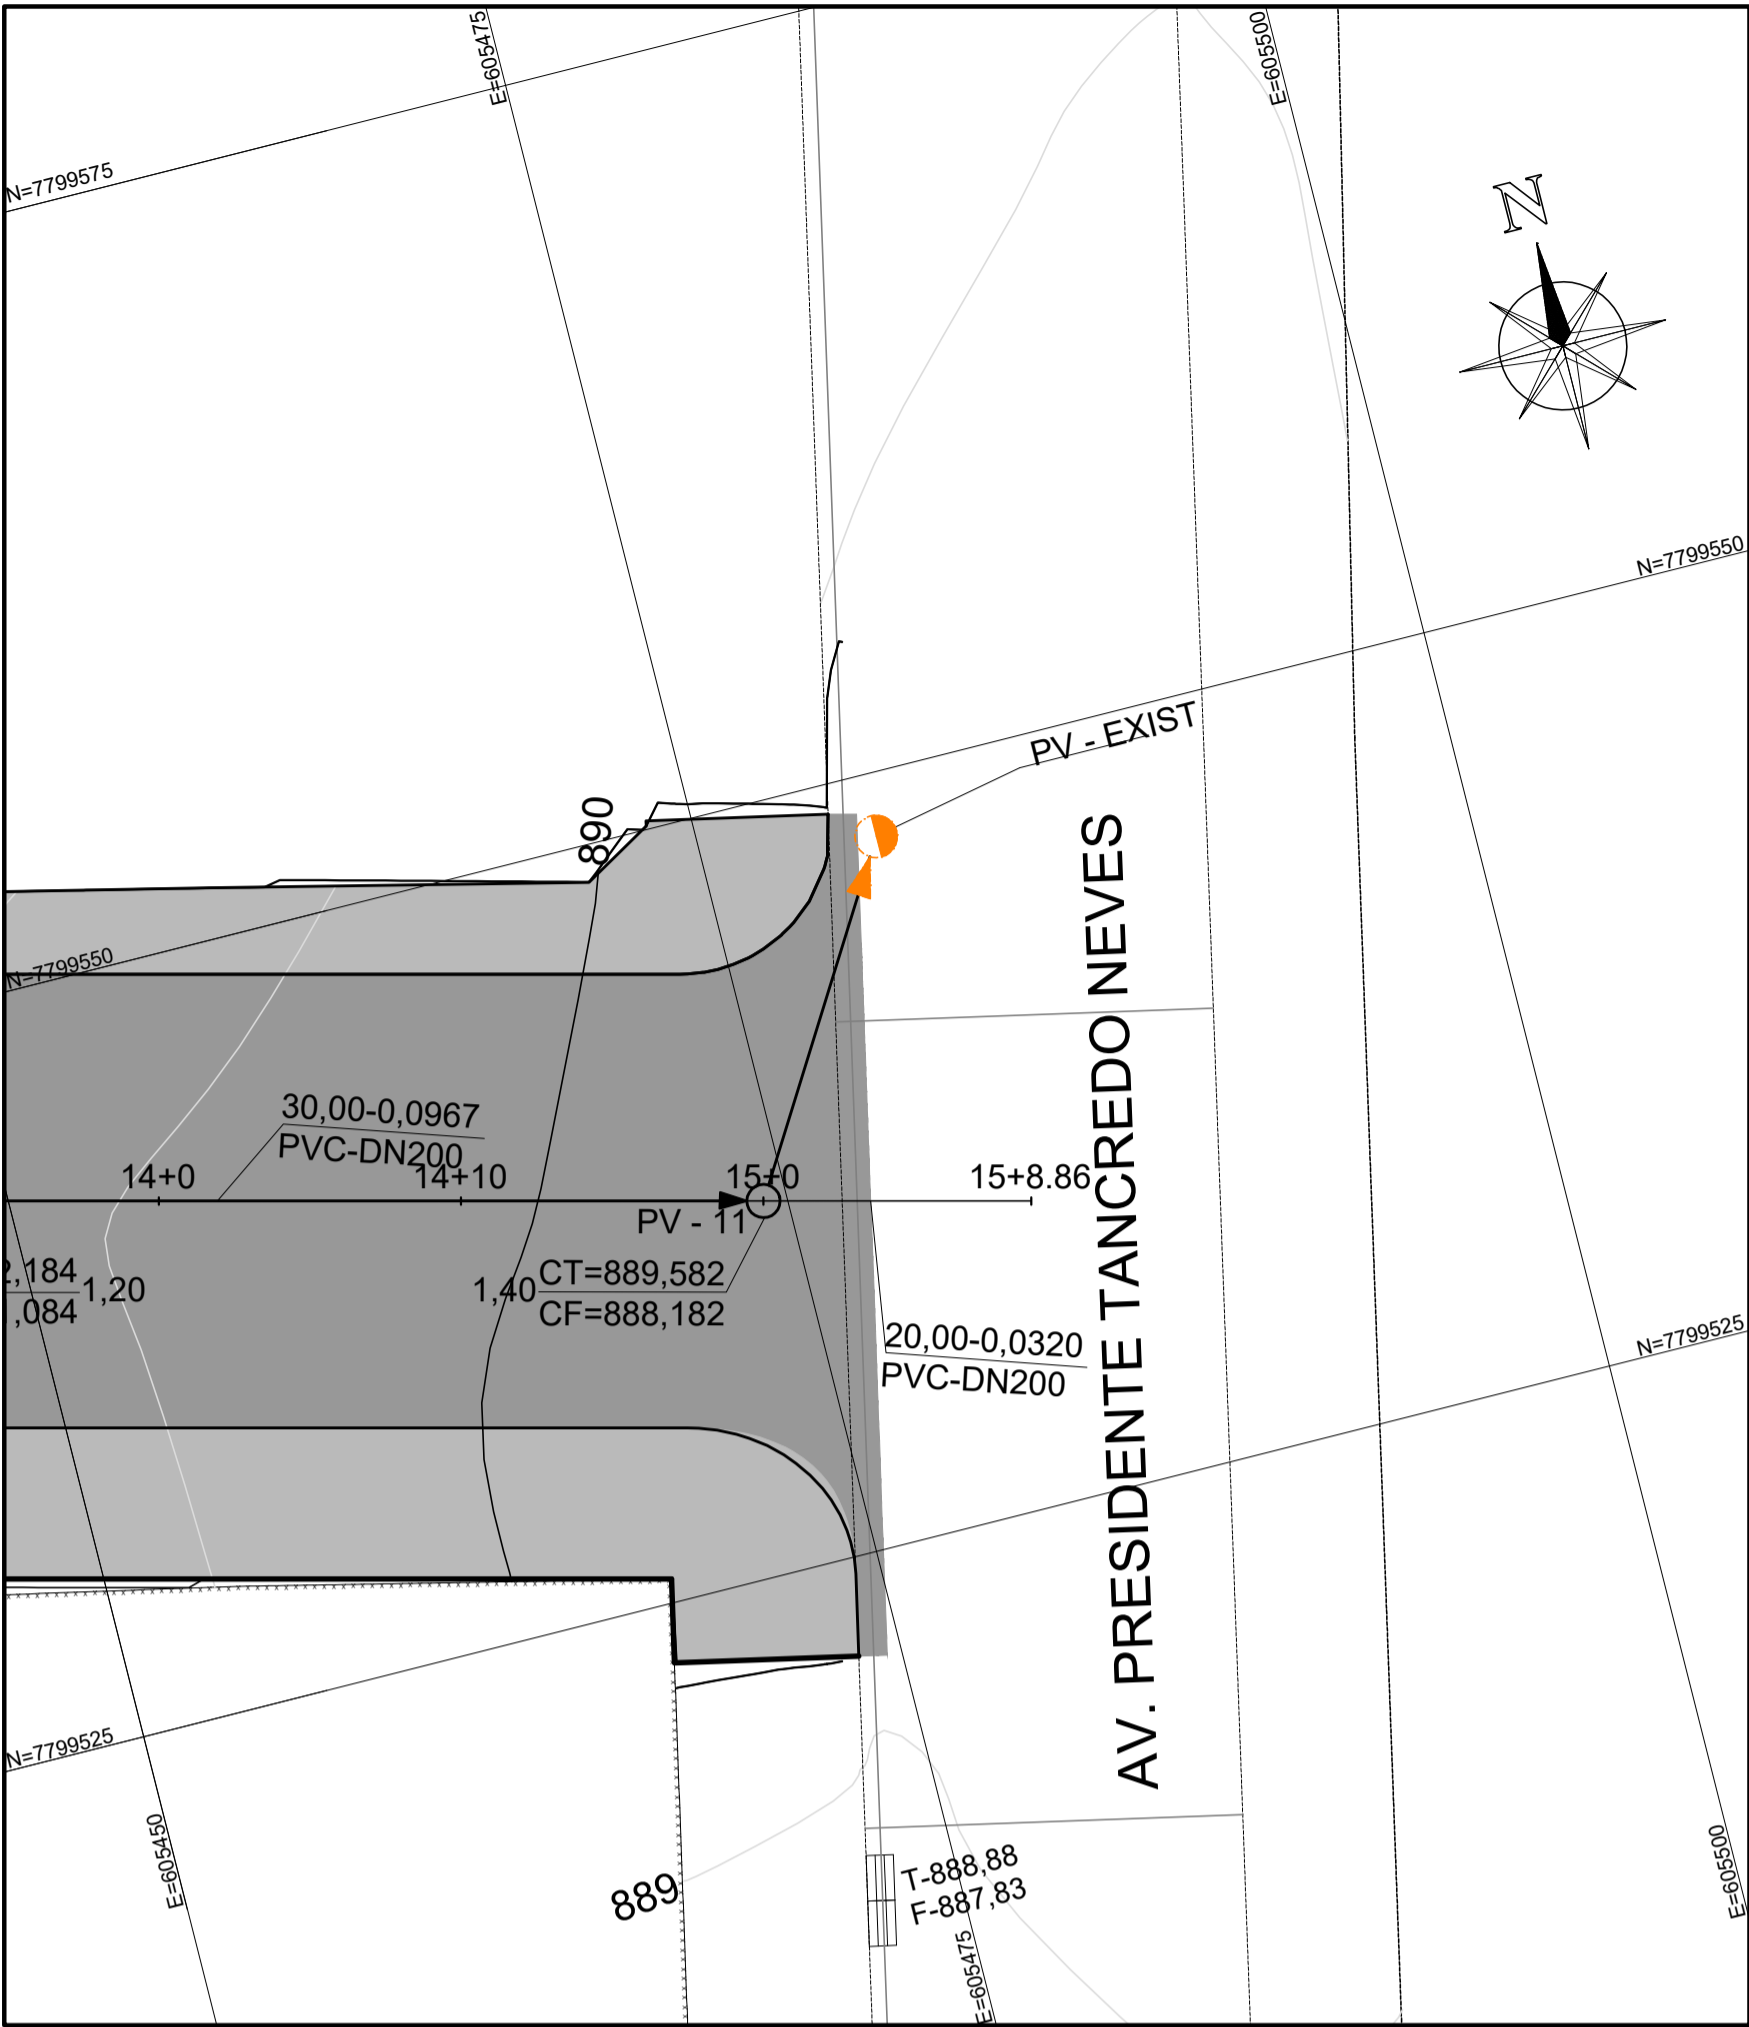 E=605475
E=605500
N=7799575
N
N=7799550
PV - EXIST
890
AV. PRESIDENTE TANCREDO NEVES
N=7799550
30,00-0,0967
PVC-DN200
14+0
14+10
15+0
15+8.86
PV - 11
,184
1,20
,084
1,40
CT=889,582
CF=888,182
20,00-0,0320
PVC-DN200
N=7799525
N=7799525
E=605450
889
T-888,88
F-887,83
E=605475
E=605500